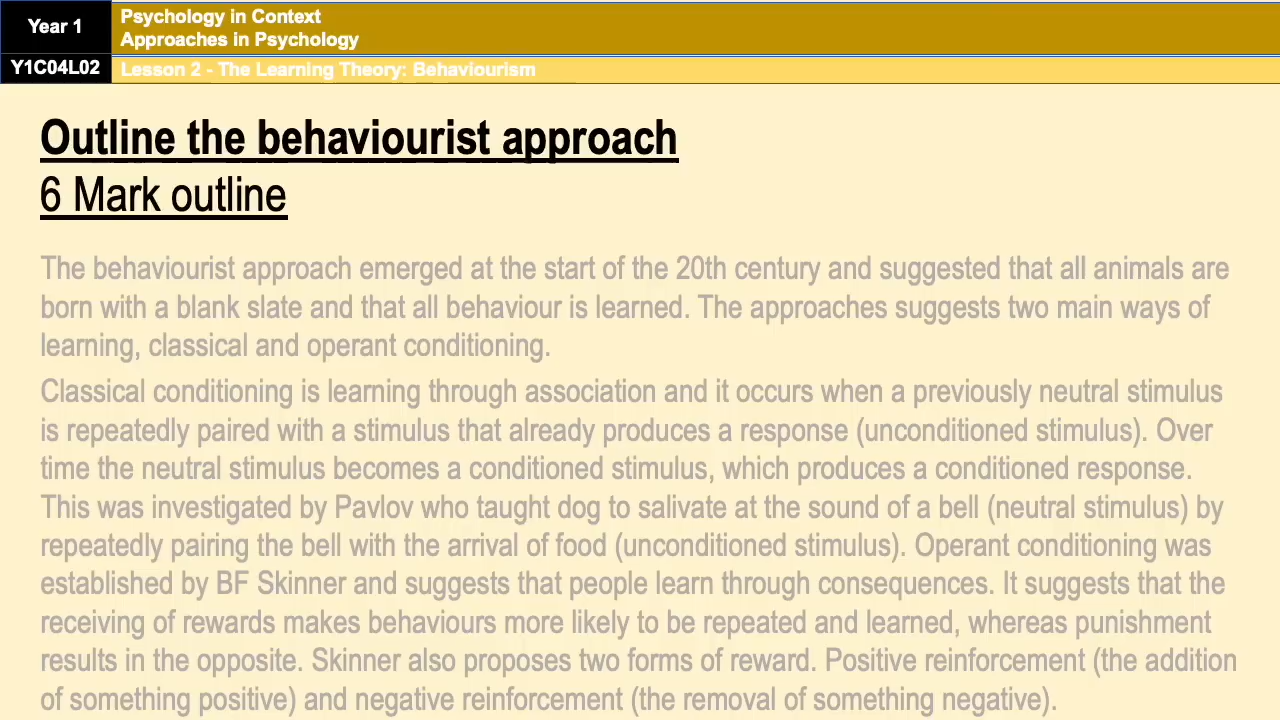 Year 1
Psychology in Context
Approaches in Psychology
Y1C04L02
Lesson 2 - The Learning Theory: Behaviourism
Outline the behaviourist approach
6 Mark outline
The behaviourist approach emerged at the start of the 20th century and suggested that all animals are
born with a blank slate and that all behaviour is learned. The approaches suggests two main ways of
learning, classical and operant conditioning.
Classical conditioning is learning through association and it occurs when a previously neutral stimulus
is repeatedly paired with a stimulus that already produces a response (unconditioned stimulus). Over
time the neutral stimulus becomes a conditioned stimulus, which produces a conditioned response.
This was investigated by Pavlov who taught dog to salivate at the sound of a bell (neutral stimulus) by
repeatedly pairing the bell with the arrival of food (unconditioned stimulus). Operant conditioning was
established by BF Skinner and suggests that people learn through consequences. It suggests that the
receiving of rewards makes behaviours more likely to be repeated and learned, whereas punishment
results in the opposite. Skinner also proposes two forms of reward. Positive reinforcement (the addition
of something positive) and negative reinforcement (the removal of something negative).